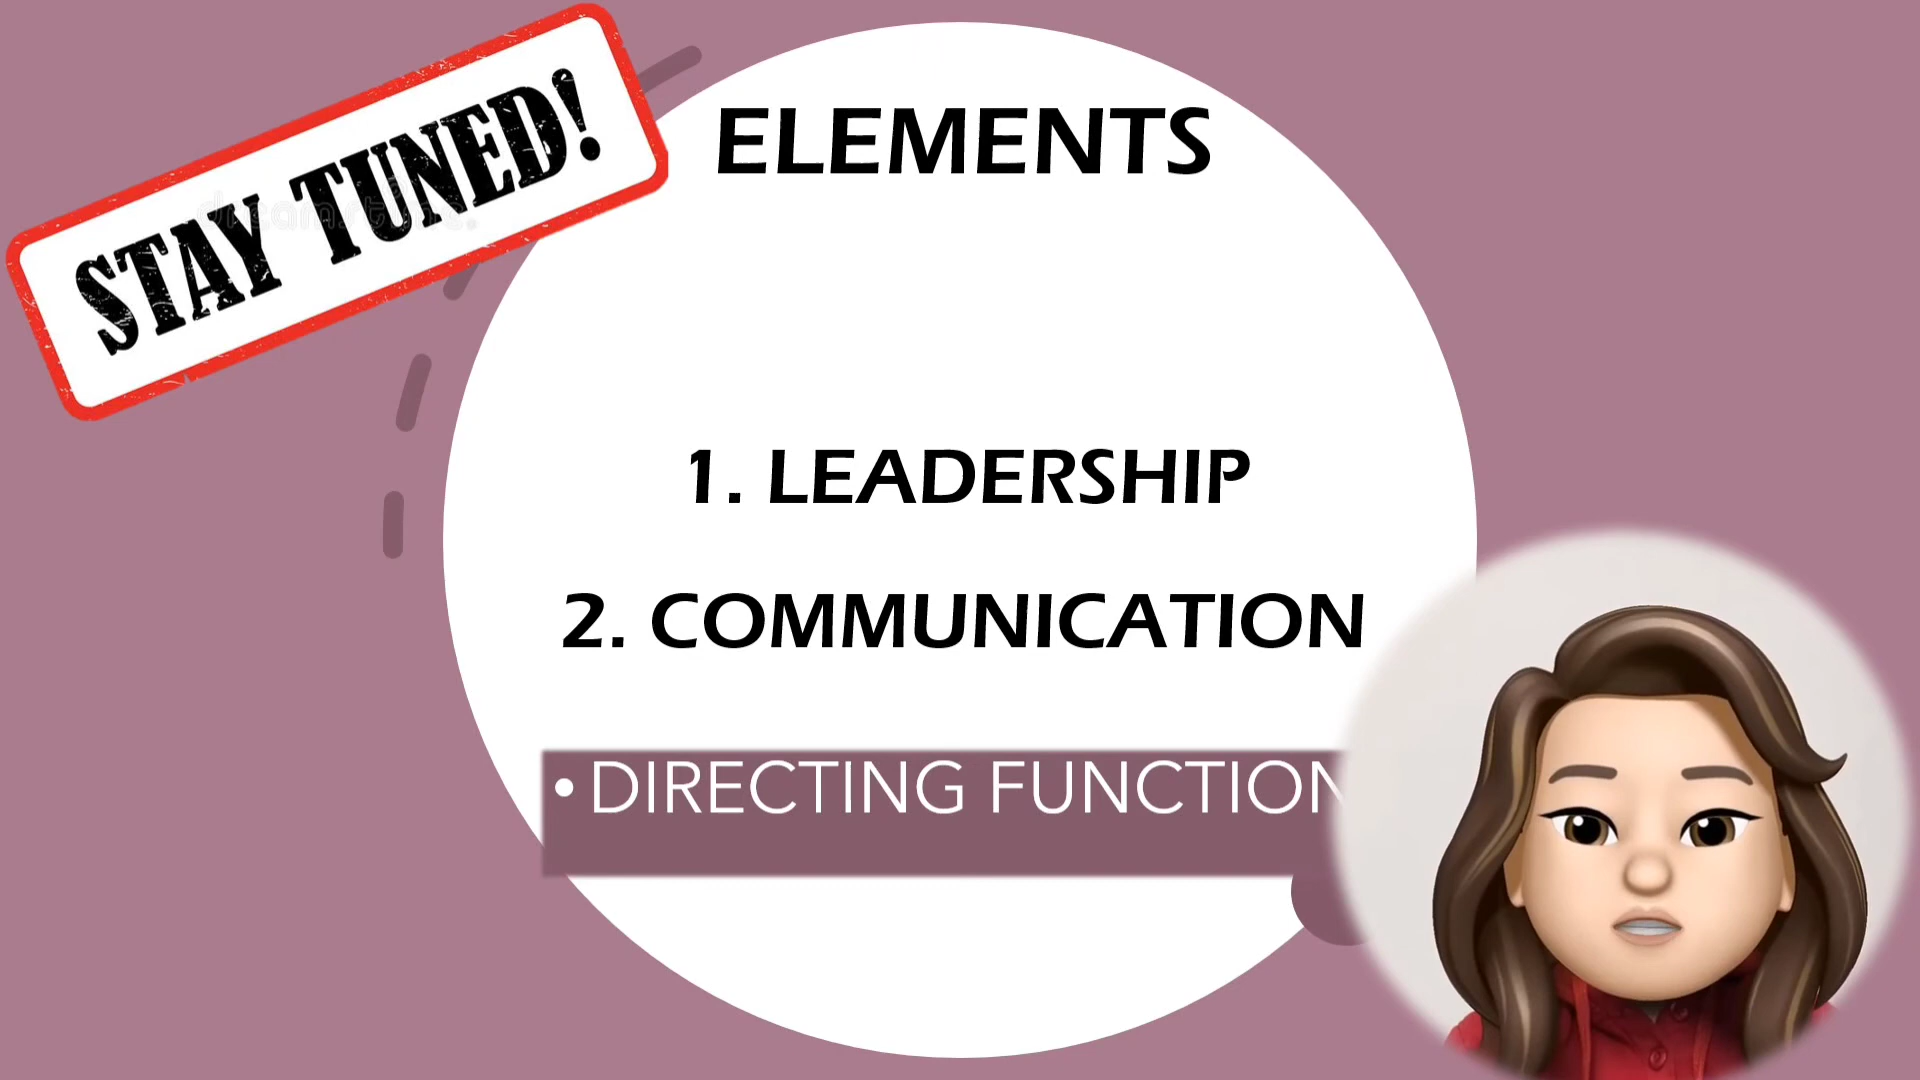 STAY TUNED!
ELEMENTS
1. LEADERSHIP
2. COMMUNICATION
• DIRECTING FUNCTION